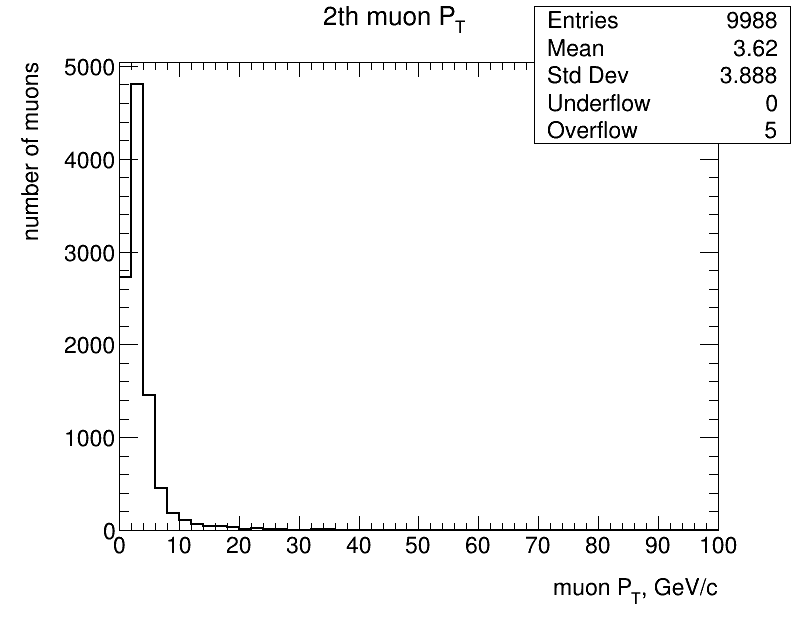 2th muon P_T
Entries 9988
Mean 3.62
Std Dev 3.888
Underflow 0
Overflow 5
number of muons
5000
4000
3000
2000
1000
0
0 10 20 30 40 50 60 70 80 90 100
muon P_T, GeV/c